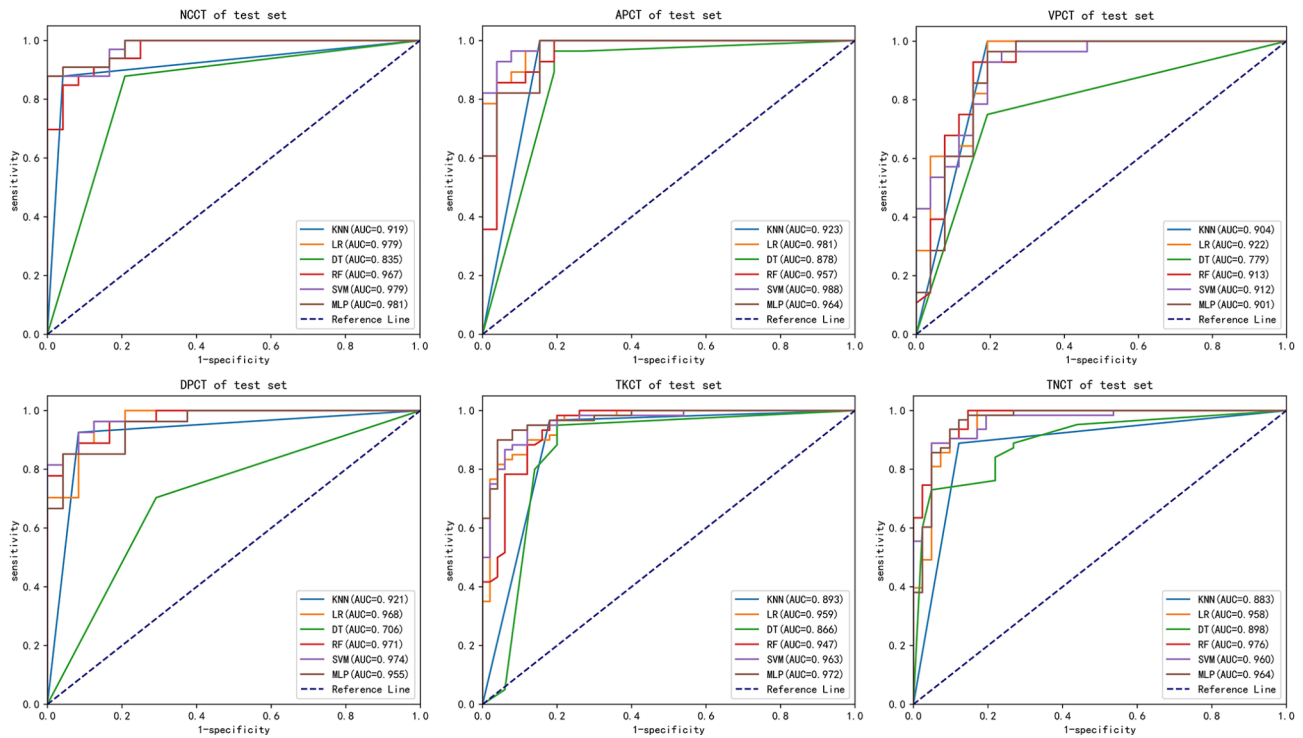 NCCT of test set
1.0
0.8
0.6
0.4
0.2
0.0
sensitivity
KNN(AUC=0.919)
LR(AUC=0.979)
DT(AUC=0.835)
RF(AUC=0.967)
SVM(AUC=0.979)
MLP(AUC=0.981)
Reference Line
0.0 0.2 0.4 0.6 0.8 1.0
1-specificity
APCT of test set
1.0
0.8
0.6
0.4
0.2
0.0
sensitivity
KNN(AUC=0.923)
LR(AUC=0.981)
DT(AUC=0.878)
RF(AUC=0.957)
SVM(AUC=0.988)
MLP(AUC=0.964)
Reference Line
0.0 0.2 0.4 0.6 0.8 1.0
1-specificity
VPCT of test set
1.0
0.8
0.6
0.4
0.2
0.0
sensitivity
KNN(AUC=0.904)
LR(AUC=0.922)
DT(AUC=0.779)
RF(AUC=0.913)
SVM(AUC=0.912)
MLP(AUC=0.901)
Reference Line
0.0 0.2 0.4 0.6 0.8 1.0
1-specificity
DPCT of test set
1.0
0.8
0.6
0.4
0.2
0.0
sensitivity
KNN(AUC=0.921)
LR(AUC=0.968)
DT(AUC=0.706)
RF(AUC=0.971)
SVM(AUC=0.974)
MLP(AUC=0.955)
Reference Line
0.0 0.2 0.4 0.6 0.8 1.0
1-specificity
TKCT of test set
1.0
0.8
0.6
0.4
0.2
0.0
sensitivity
KNN(AUC=0.893)
LR(AUC=0.959)
DT(AUC=0.866)
RF(AUC=0.947)
SVM(AUC=0.963)
MLP(AUC=0.972)
Reference Line
0.0 0.2 0.4 0.6 0.8 1.0
1-specificity
TNCT of test set
1.0
0.8
0.6
0.4
0.2
0.0
sensitivity
KNN(AUC=0.883)
LR(AUC=0.958)
DT(AUC=0.898)
RF(AUC=0.976)
SVM(AUC=0.960)
MLP(AUC=0.964)
Reference Line
0.0 0.2 0.4 0.6 0.8 1.0
1-specificity